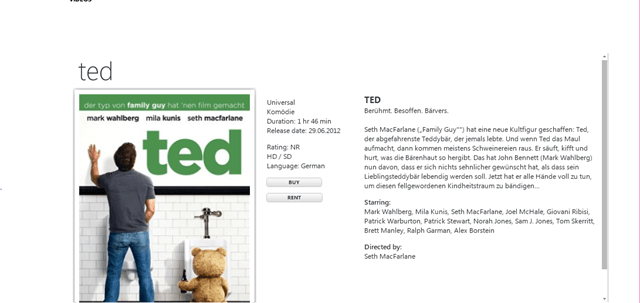 VIDEOS
ted
der typ von family guy hat 'nen film gemacht
mark wahlberg mila kunis seth macfarlane
ted
Universal
Komödie
Duration: 1 hr 46 min
Release date: 29.06.2012
Rating: NR
HD / SD
Language: German
BUY
RENT
TED
Berühmt. Besoffen. Bärvers.
Seth MacFarlane („Family Guy"") hat eine neue Kultfigur geschaffen: Ted,
der abgefahrenste Teddybär, der jemals lebte. Und wenn Ted das Maul
aufmacht, dann kommen meistens Schweinereien raus. Er säuft, kifft und
hurt, was die Bärenhaut so hergibt. Das hat John Bennett (Mark Wahlberg)
nun davon, dass er sich nichts sehnlicher gewünscht hat, als dass sein
Lieblingsteddybär lebendig werden soll. Jetzt hat er alle Hände voll zu tun,
um diesen fellgewordenen Kindheitstraum zu bändigen...
Starring:
Mark Wahlberg, Mila Kunis, Seth MacFarlane, Joel McHale, Giovani Ribisi,
Patrick Warburton, Patrick Stewart, Norah Jones, Sam J. Jones, Tom Skerritt,
Brett Manley, Ralph Garman, Alex Borstein
Directed by:
Seth MacFarlane